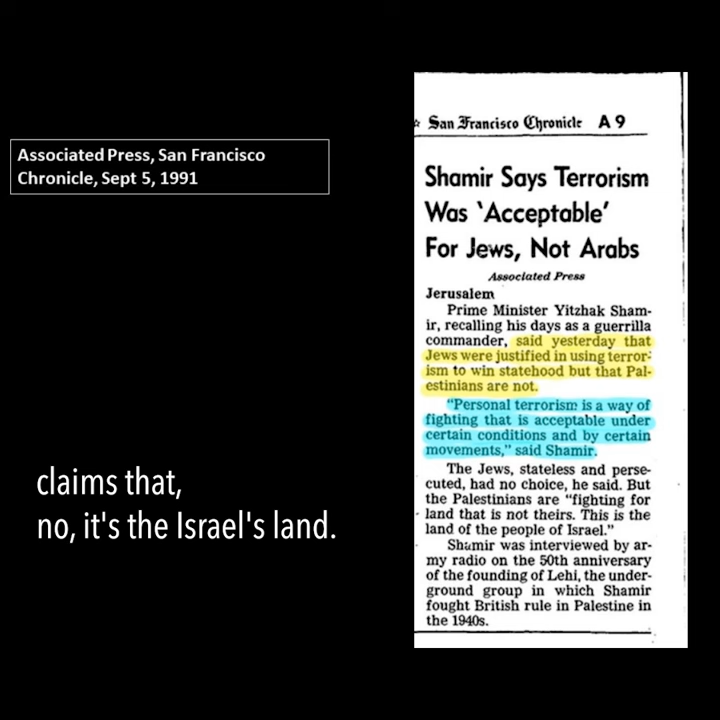 Associated Press, San Francisco
Chronicle, Sept 5, 1991
San Francisco Chronicle A9
Shamir Says Terrorism
Was ‘Acceptable’
For Jews, Not Arabs
Associated Press
Jerusalem
Prime Minister Yitzhak Sham-
ir, recalling his days as a guerrilla
commander, said yesterday that
Jews were justified in using terror-
ism to win statehood but that Pal-
estinians are not.
“Personal terrorism is a way of
fighting that is acceptable under
certain conditions and by certain
movements,” said Shamir.
The Jews, stateless and perse-
cuted, had no choice, he said. But
the Palestinians are “fighting for
land that is not theirs. This is the
land of the people of Israel.”
Shamir was interviewed by ar-
my radio on the 50th anniversary
of the founding of Lehi, the under-
ground group in which Shamir
fought British rule in Palestine in
the 1940s.
claims that,
no, it's the Israel's land.